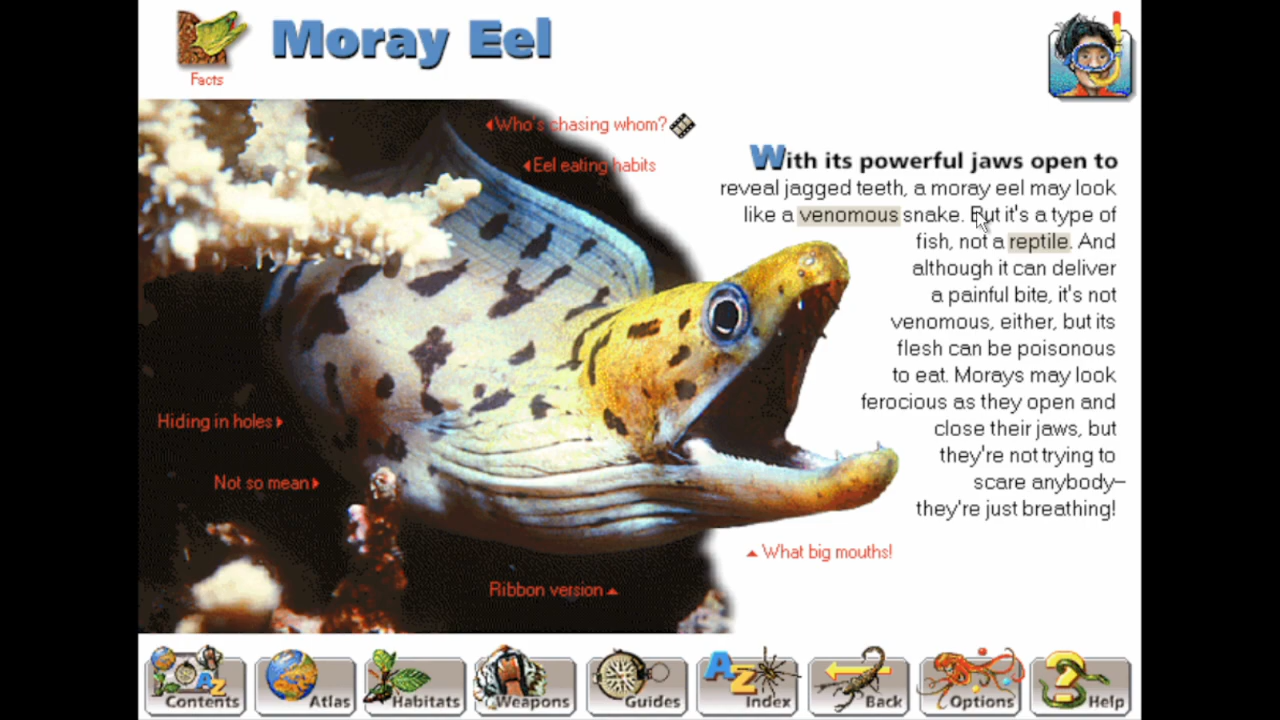 Moray Eel
Facts
Who's chasing whom?
Eel eating habits
With its powerful jaws open to
reveal jagged teeth, a moray eel may look
like a venomous snake. But it's a type of
fish, not a reptile. And
although it can deliver
a painful bite, it's not
venomous, either, but its
flesh can be poisonous
to eat. Morays may look
ferocious as they open and
close their jaws, but
they're not trying to
scare anybody–
they're just breathing!
Hiding in holes
Not so mean
What big mouths!
Ribbon version
Contents
Atlas
Habitats
Weapons
Guides
AZ
Index
Back
Options
?
Help